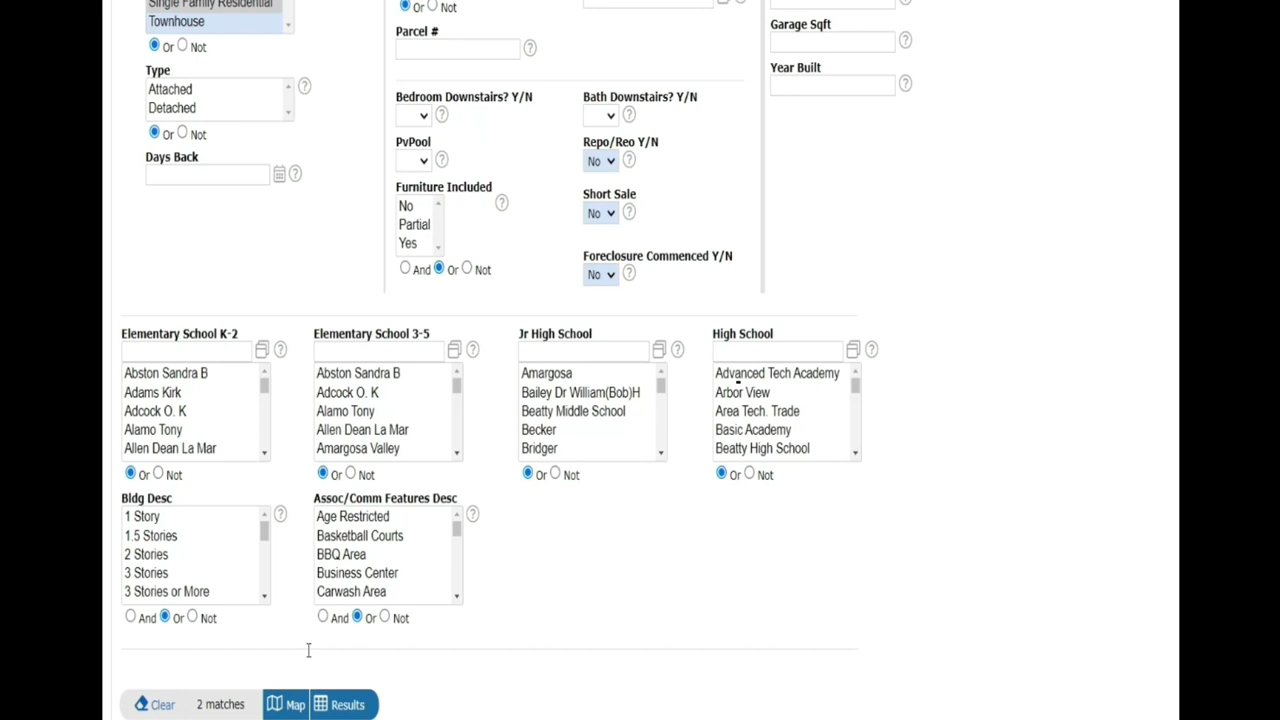 Single Family Residential
Townhouse
Or Not
Type
Attached
Detached
Or Not
Days Back
Or Not
Parcel #
Bedroom Downstairs? Y/N
Bath Downstairs? Y/N
PvPool
Repo/Reo Y/N
No
Furniture Included
No
Partial
Yes
And Or Not
Short Sale
No
Foreclosure Commenced Y/N
No
Garage Sqft
Year Built
Elementary School K-2
Abston Sandra B
Adams Kirk
Adcock O. K
Alamo Tony
Allen Dean La Mar
Or Not
Elementary School 3-5
Abston Sandra B
Adcock O. K
Alamo Tony
Allen Dean La Mar
Amargosa Valley
Or Not
Jr High School
Amargosa
Bailey Dr William(Bob)H
Beatty Middle School
Becker
Bridger
Or Not
High School
Advanced Tech Academy
Arbor View
Area Tech. Trade
Basic Academy
Beatty High School
Or Not
Bldg Desc
1 Story
1.5 Stories
2 Stories
3 Stories
3 Stories or More
And Or Not
Assoc/Comm Features Desc
Age Restricted
Basketball Courts
BBQ Area
Business Center
Carwash Area
And Or Not
Clear 2 matches Map Results